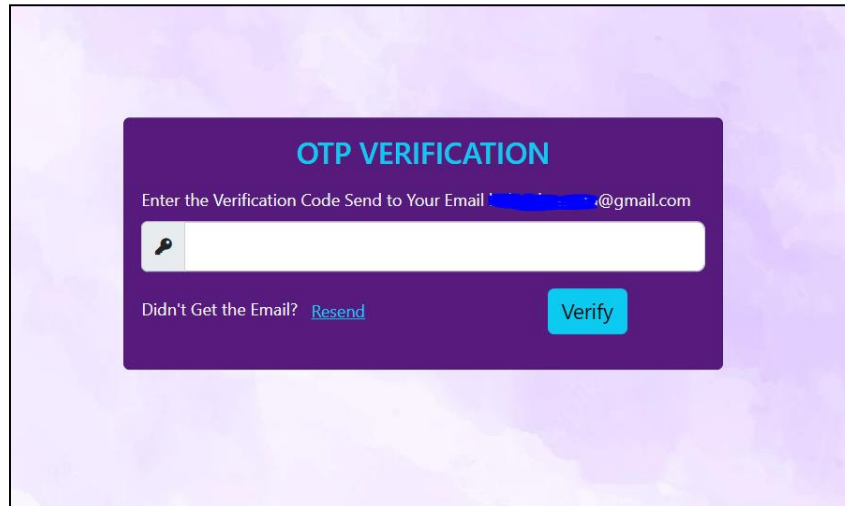 OTP VERIFICATION
Enter the Verification Code Send to Your Email @gmail.com
Didn't Get the Email? Resend
Verify